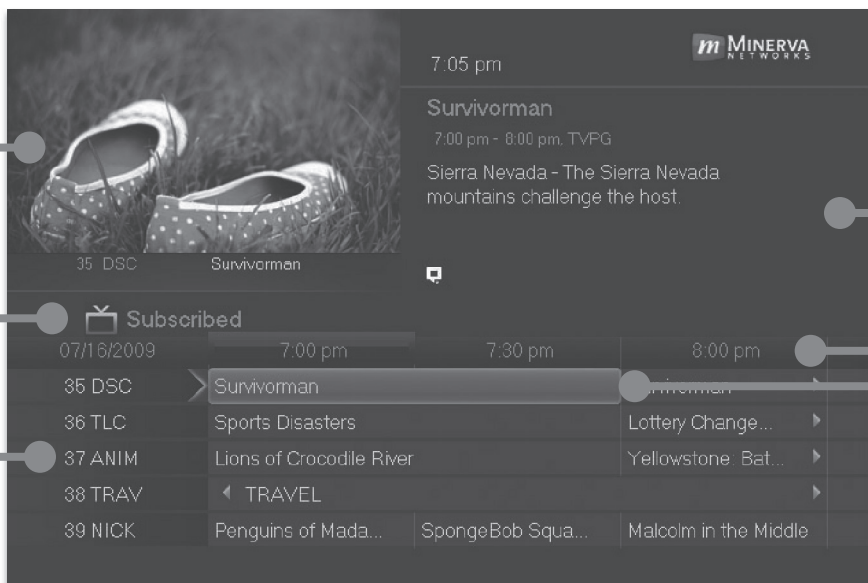 7:05 pm
m MINERVA
NETWORKS
Survivorman
7:00 pm - 8:00 pm, TVPG
Sierra Nevada - The Sierra Nevada
mountains challenge the host.
35 DSC Survivorman
Subscribed
07/16/2009 7:00 pm 7:30 pm 8:00 pm
35 DSC Survivorman
36 TLC Sports Disasters Lottery Change...
37 ANIM Lions of Crocodile River Yellowstone: Bat...
38 TRAV TRAVEL
39 NICK Penguins of Mada... SpongeBob Squa... Malcolm in the Middle